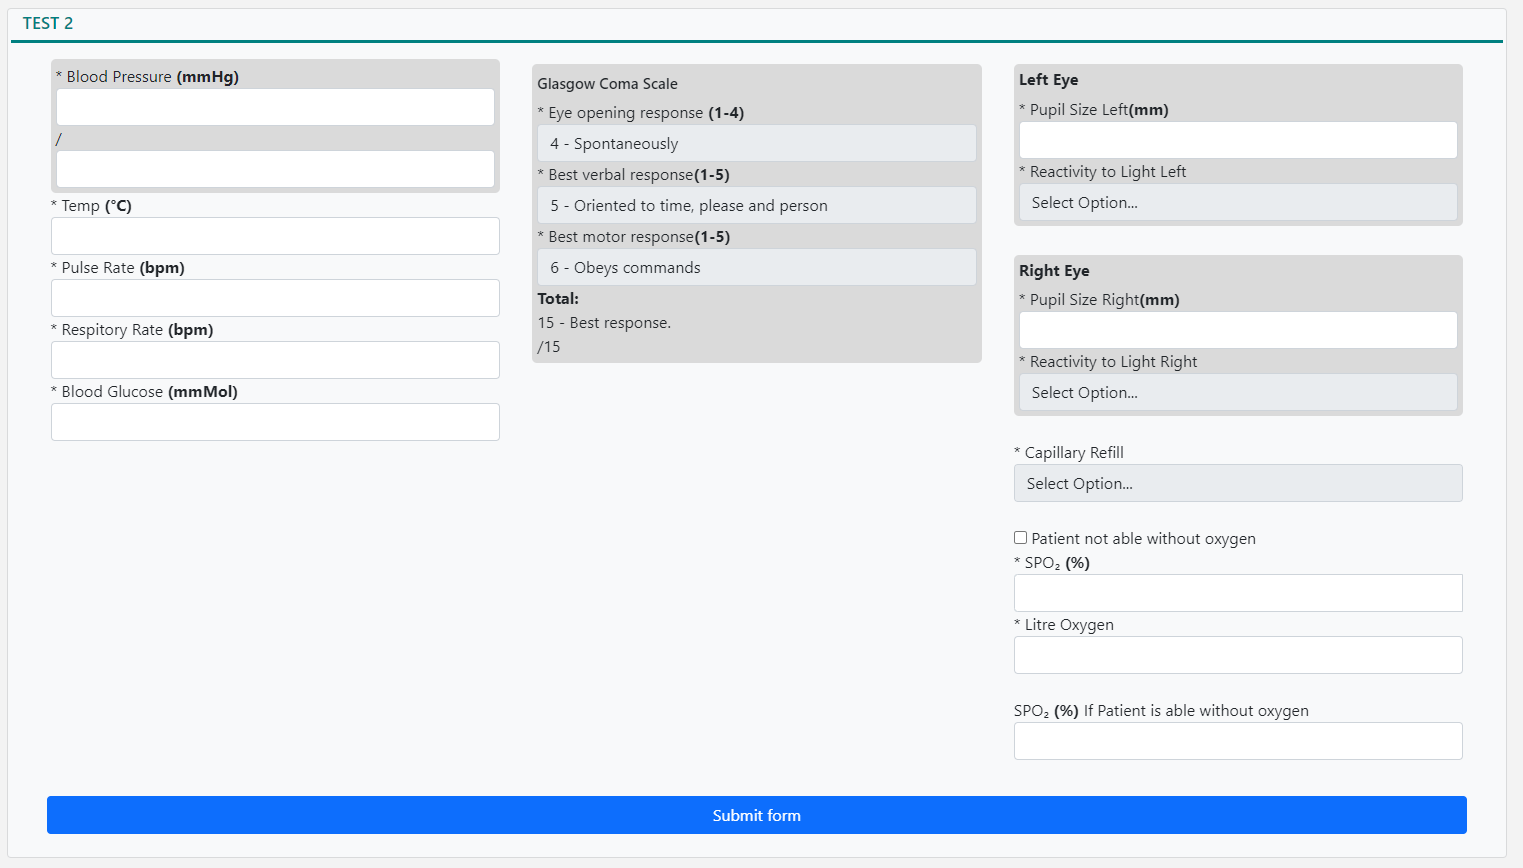 TEST 2
* Blood Pressure (mmHg)
/
* Temp (°C)
* Pulse Rate (bpm)
* Respitory Rate (bpm)
* Blood Glucose (mmMol)
Glasgow Coma Scale
* Eye opening response (1-4)
4 - Spontaneously
* Best verbal response(1-5)
5 - Oriented to time, please and person
* Best motor response(1-5)
6 - Obeys commands
Total:
15 - Best response.
/15
Left Eye
* Pupil Size Left(mm)
* Reactivity to Light Left
Select Option...
Right Eye
* Pupil Size Right(mm)
* Reactivity to Light Right
Select Option...
* Capillary Refill
Select Option...
Patient not able without oxygen
* SPO₂ (%)
* Litre Oxygen
SPO₂ (%) If Patient is able without oxygen
Submit form